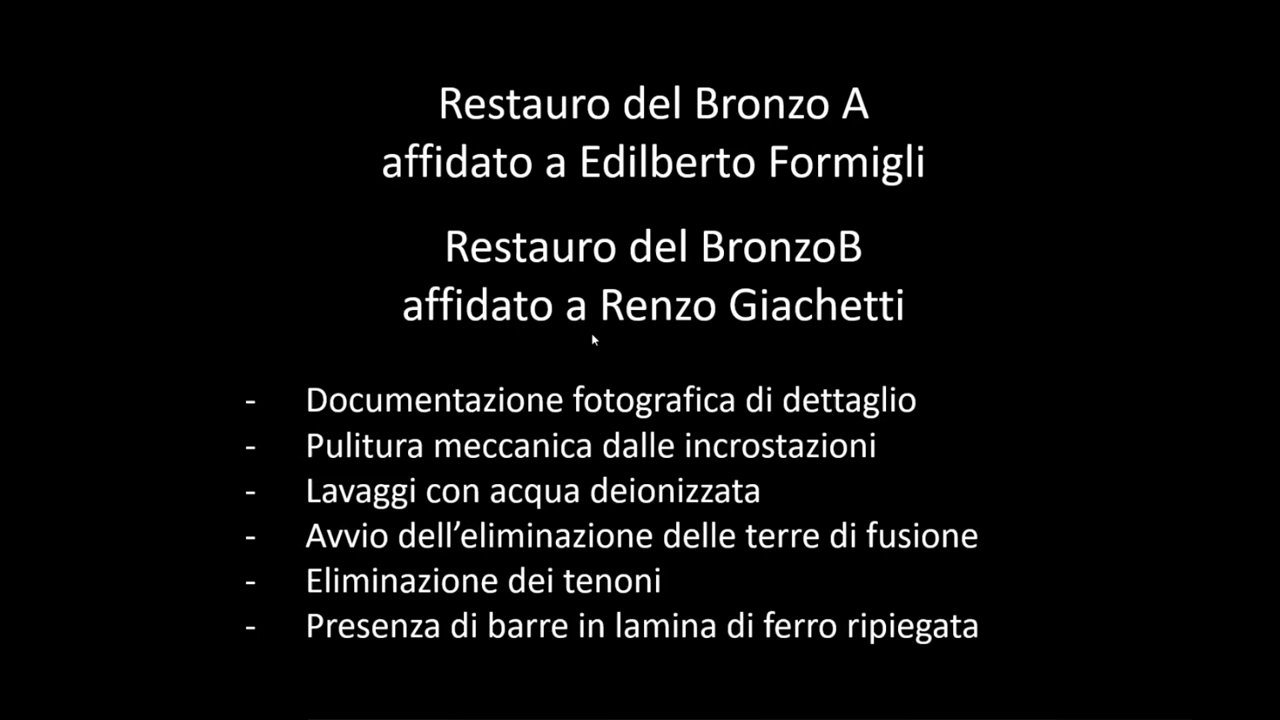 Restauro del Bronzo A
affidato a Edilberto Formigli
Restauro del BronzoB
affidato a Renzo Giachetti
- Documentazione fotografica di dettaglio
- Pulitura meccanica dalle incrostazioni
- Lavaggi con acqua deionizzata
- Avvio dell’eliminazione delle terre di fusione
- Eliminazione dei tenoni
- Presenza di barre in lamina di ferro ripiegata